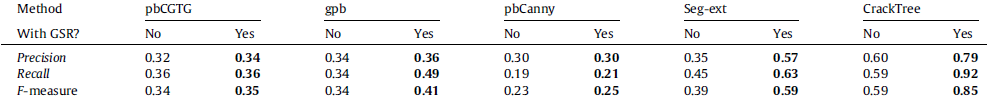 Method pbCGTG gpb pbCanny Seg-ext CrackTree
With GSR? No Yes No Yes No Yes No Yes No Yes
Precision 0.32 0.34 0.34 0.36 0.30 0.30 0.35 0.57 0.60 0.79
Recall 0.36 0.36 0.34 0.49 0.19 0.21 0.45 0.63 0.59 0.92
F-measure 0.34 0.35 0.34 0.41 0.23 0.25 0.39 0.59 0.59 0.85